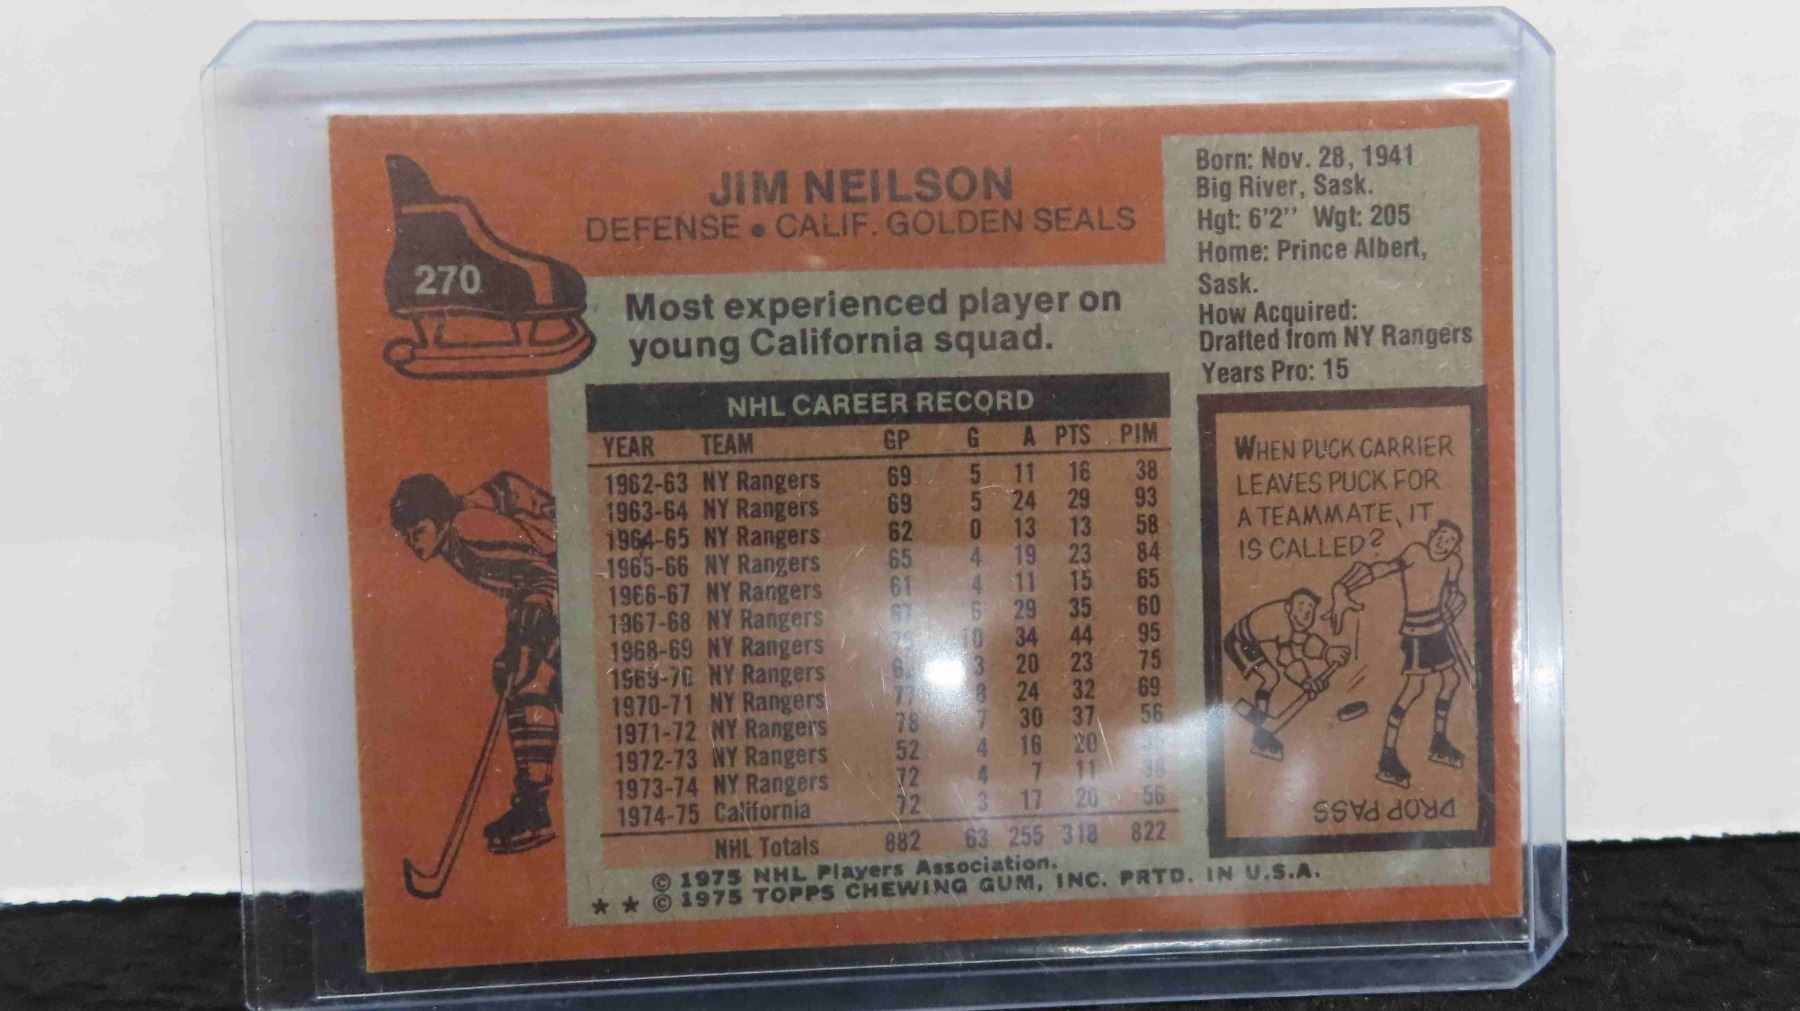 270
JIM NEILSON
DEFENSE • CALIF. GOLDEN SEALS
Most experienced player on
young California squad.
Born: Nov. 28, 1941
Big River, Sask.
Hgt: 6'2'' Wgt: 205
Home: Prince Albert,
Sask.
How Acquired:
Drafted from NY Rangers
Years Pro: 15
NHL CAREER RECORD
YEAR TEAM GP G A PTS PIM
1962-63 NY Rangers 69 5 11 16 38
1963-64 NY Rangers 69 5 24 29 93
1964-65 NY Rangers 62 0 13 13 58
1965-66 NY Rangers 65 4 19 23 84
1966-67 NY Rangers 61 4 11 15 65
1967-68 NY Rangers 67 6 29 35 60
1968-69 NY Rangers 10 34 44 95
1969-70 NY Rangers 3 20 23 75
1970-71 NY Rangers 77 8 24 32 69
1971-72 NY Rangers 78 7 30 37 56
1972-73 NY Rangers 52 4 16 20
1973-74 NY Rangers 72 4 7 11 38
1974-75 California 72 3 17 20 56
NHL Totals 882 63 255 318 822
© 1975 NHL Players Association.
★ ★ © 1975 TOPPS CHEWING GUM, INC. PRTD. IN U.S.A.
WHEN PUCK CARRIER
LEAVES PUCK FOR
A TEAMMATE, IT
IS CALLED?
DROP PASS